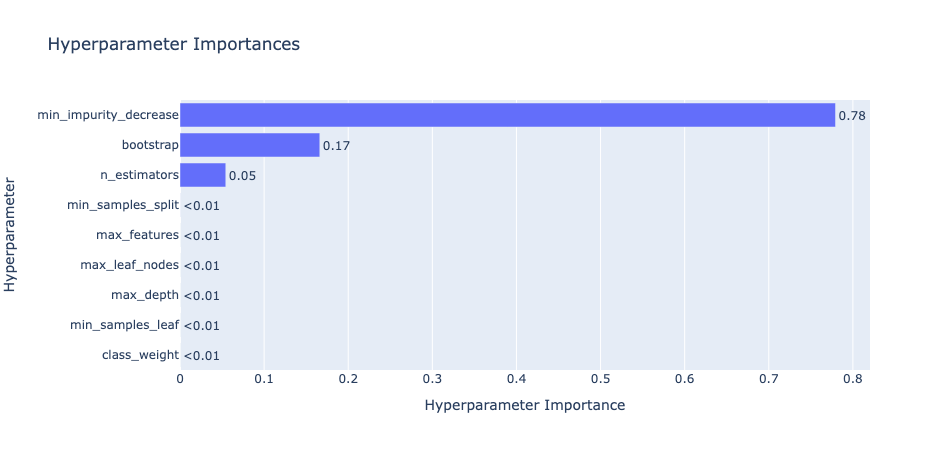 Hyperparameter Importances
Hyperparameter
min_impurity_decrease 0.78
bootstrap 0.17
n_estimators 0.05
min_samples_split <0.01
max_features <0.01
max_leaf_nodes <0.01
max_depth <0.01
min_samples_leaf <0.01
class_weight <0.01
0 0.1 0.2 0.3 0.4 0.5 0.6 0.7 0.8
Hyperparameter Importance